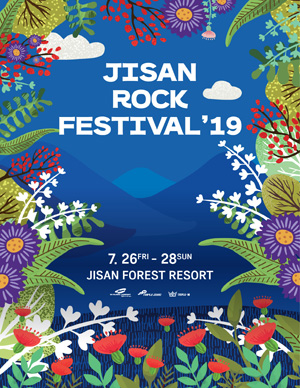 JISAN
ROCK
FESTIVAL'19
7. 26FRI - 28SUN
JISAN FOREST RESORT